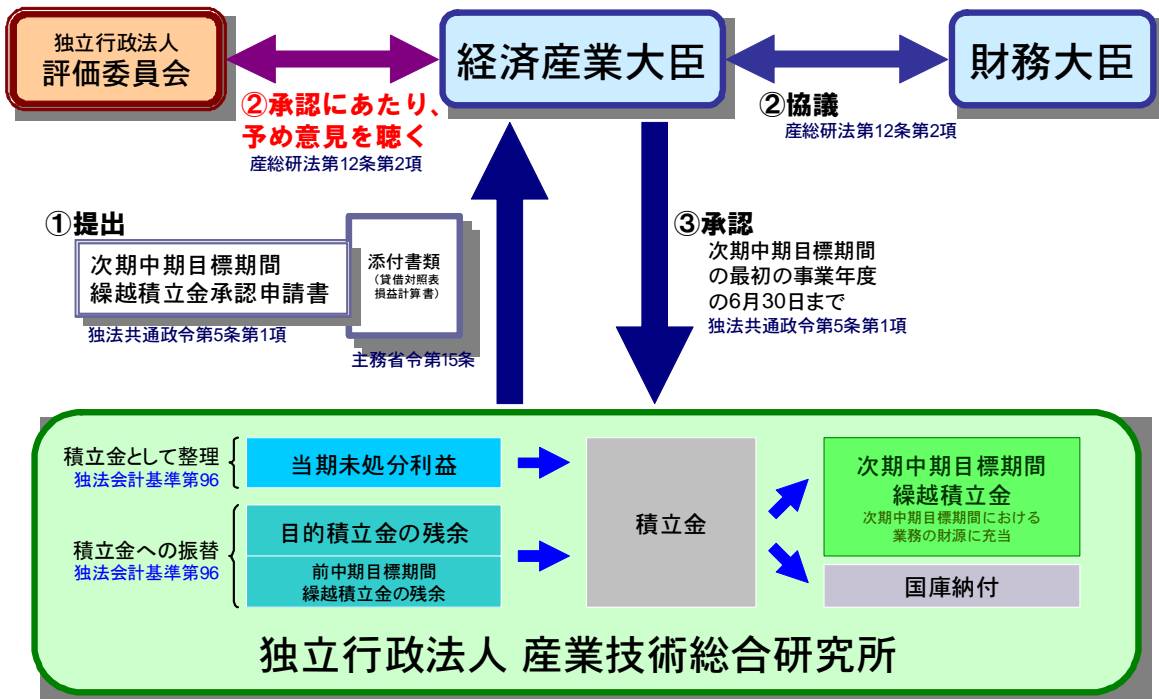 独立行政法人
評価委員会
経済産業大臣
財務大臣
②承認にあたり、
予め意見を聴く
産総研法第12条第2項
②協議
産総研法第12条第2項
①提出
次期中期目標期間
繰越積立金承認申請書
独法共通政令第5条第1項
添付書類
（貸借対照表
損益計算書）
主務省令第15条
③承認
次期中期目標期間
の最初の事業年度
の6月30日まで
独法共通政令第5条第1項
積立金として整理
独法会計基準第96
当期未処分利益
積立金への振替
独法会計基準第96
目的積立金の残余
前中期目標期間
繰越積立金の残余
積立金
次期中期目標期間
繰越積立金
次期中期目標期間における
業務の財源に充当
国庫納付
独立行政法人 産業技術総合研究所